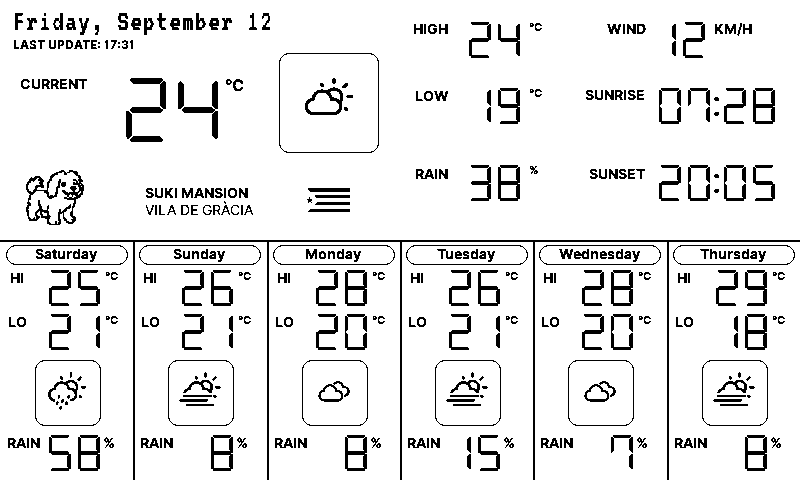 Friday, September 12
LAST UPDATE: 17:31
CURRENT 24 °C
SUKI MANSION
VILA DE GRÀCIA
HIGH 24 °C
WIND 12 KM/H
LOW 19 °C
SUNRISE 07:28
RAIN 38 %
SUNSET 20:05
Saturday
HI 25 °C
LO 21 °C
RAIN 58 %
Sunday
HI 26 °C
LO 21 °C
RAIN 8 %
Monday
HI 28 °C
LO 20 °C
RAIN 8 %
Tuesday
HI 26 °C
LO 21 °C
RAIN 15 %
Wednesday
HI 28 °C
LO 20 °C
RAIN 7 %
Thursday
HI 29 °C
LO 18 °C
RAIN 8 %